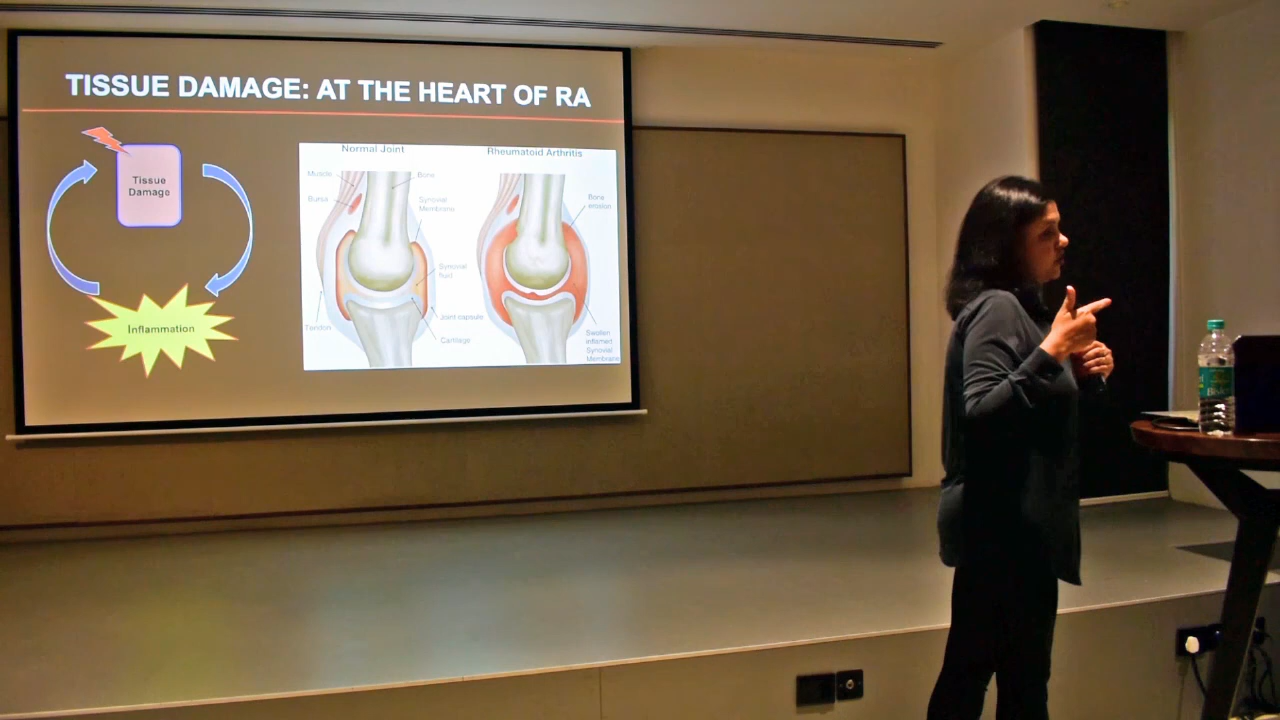 TISSUE DAMAGE: AT THE HEART OF RA
Tissue
Damage
Inflammation
Normal Joint
Muscle
Bone
Bursa
Synovial
Membrane
Synovial
fluid
Tendon
Joint capsule
Cartilage
Rheumatoid Arthritis
Bone
erosion
Swollen
inflamed
Synovial
Membrane